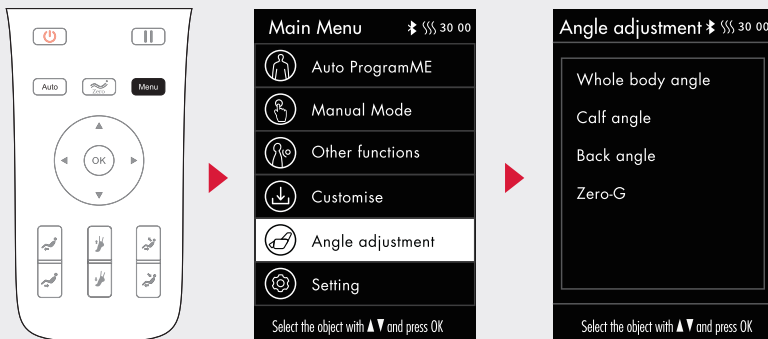 Auto
Zero
Menu
OK
Main Menu 30 00
Auto ProgramME
Manual Mode
Other functions
Customise
Angle adjustment
Setting
Select the object with ▲▼ and press OK
Angle adjustment 30 00
Whole body angle
Calf angle
Back angle
Zero-G
Select the object with ▲▼ and press OK